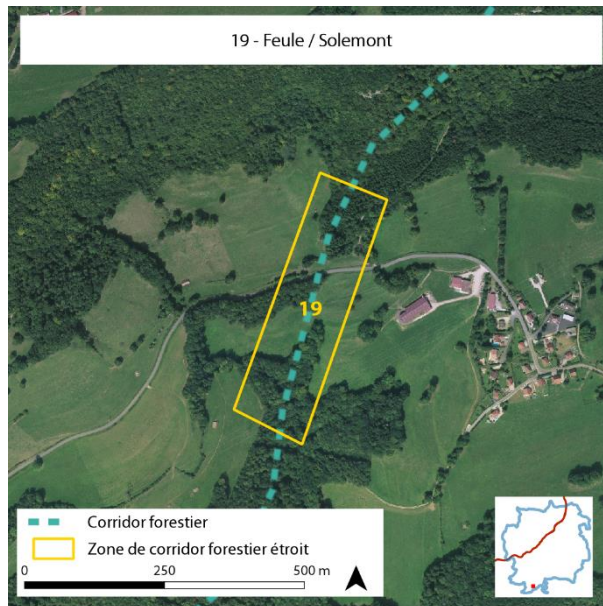 19 - Feule / Solemont
19
Corridor forestier
Zone de corridor forestier étroit
0 250 500 m